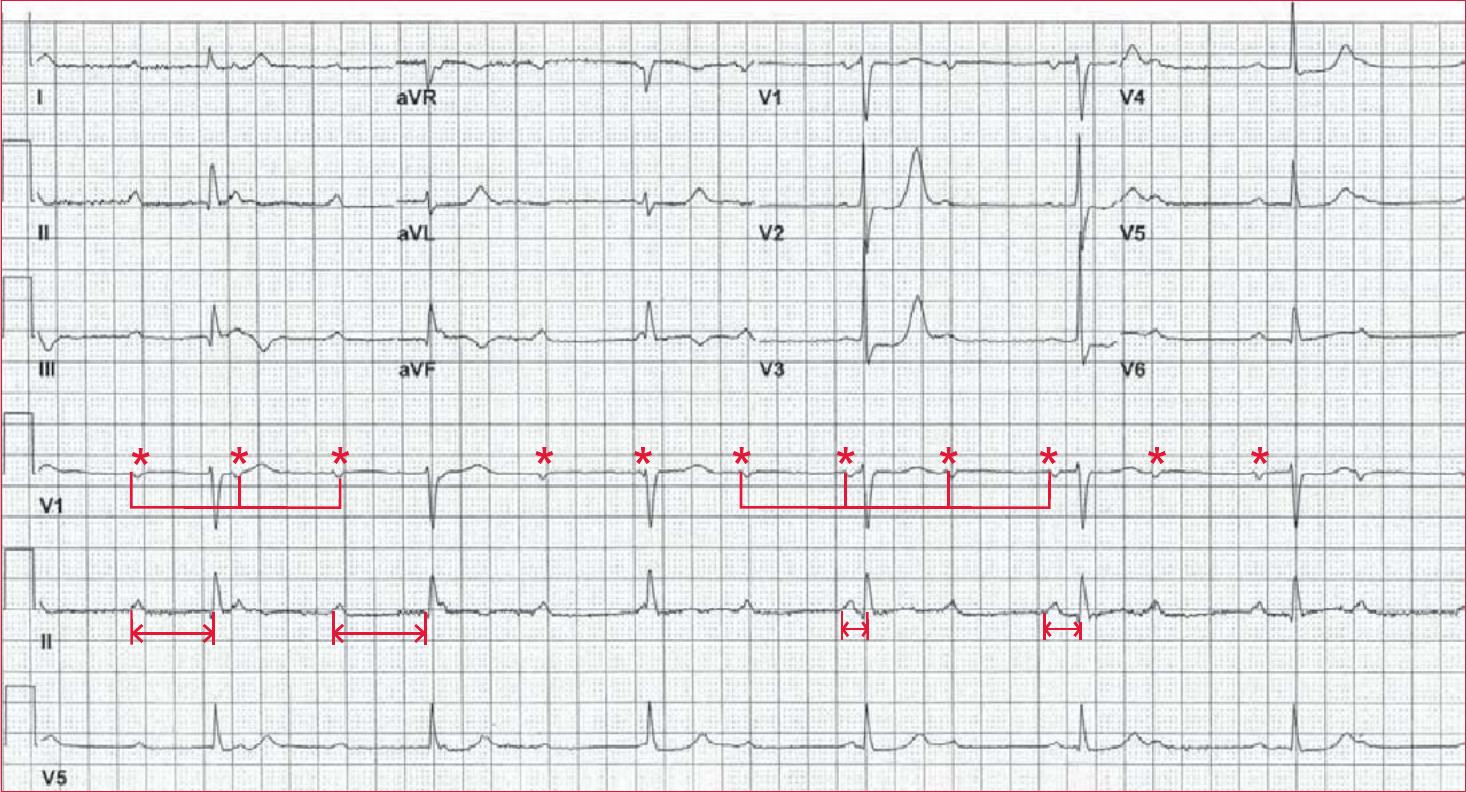 I aVR V1 V4
II aVL V2 V5
III aVF V3 V6
* * * * * * * * * * *
V1
II
V5